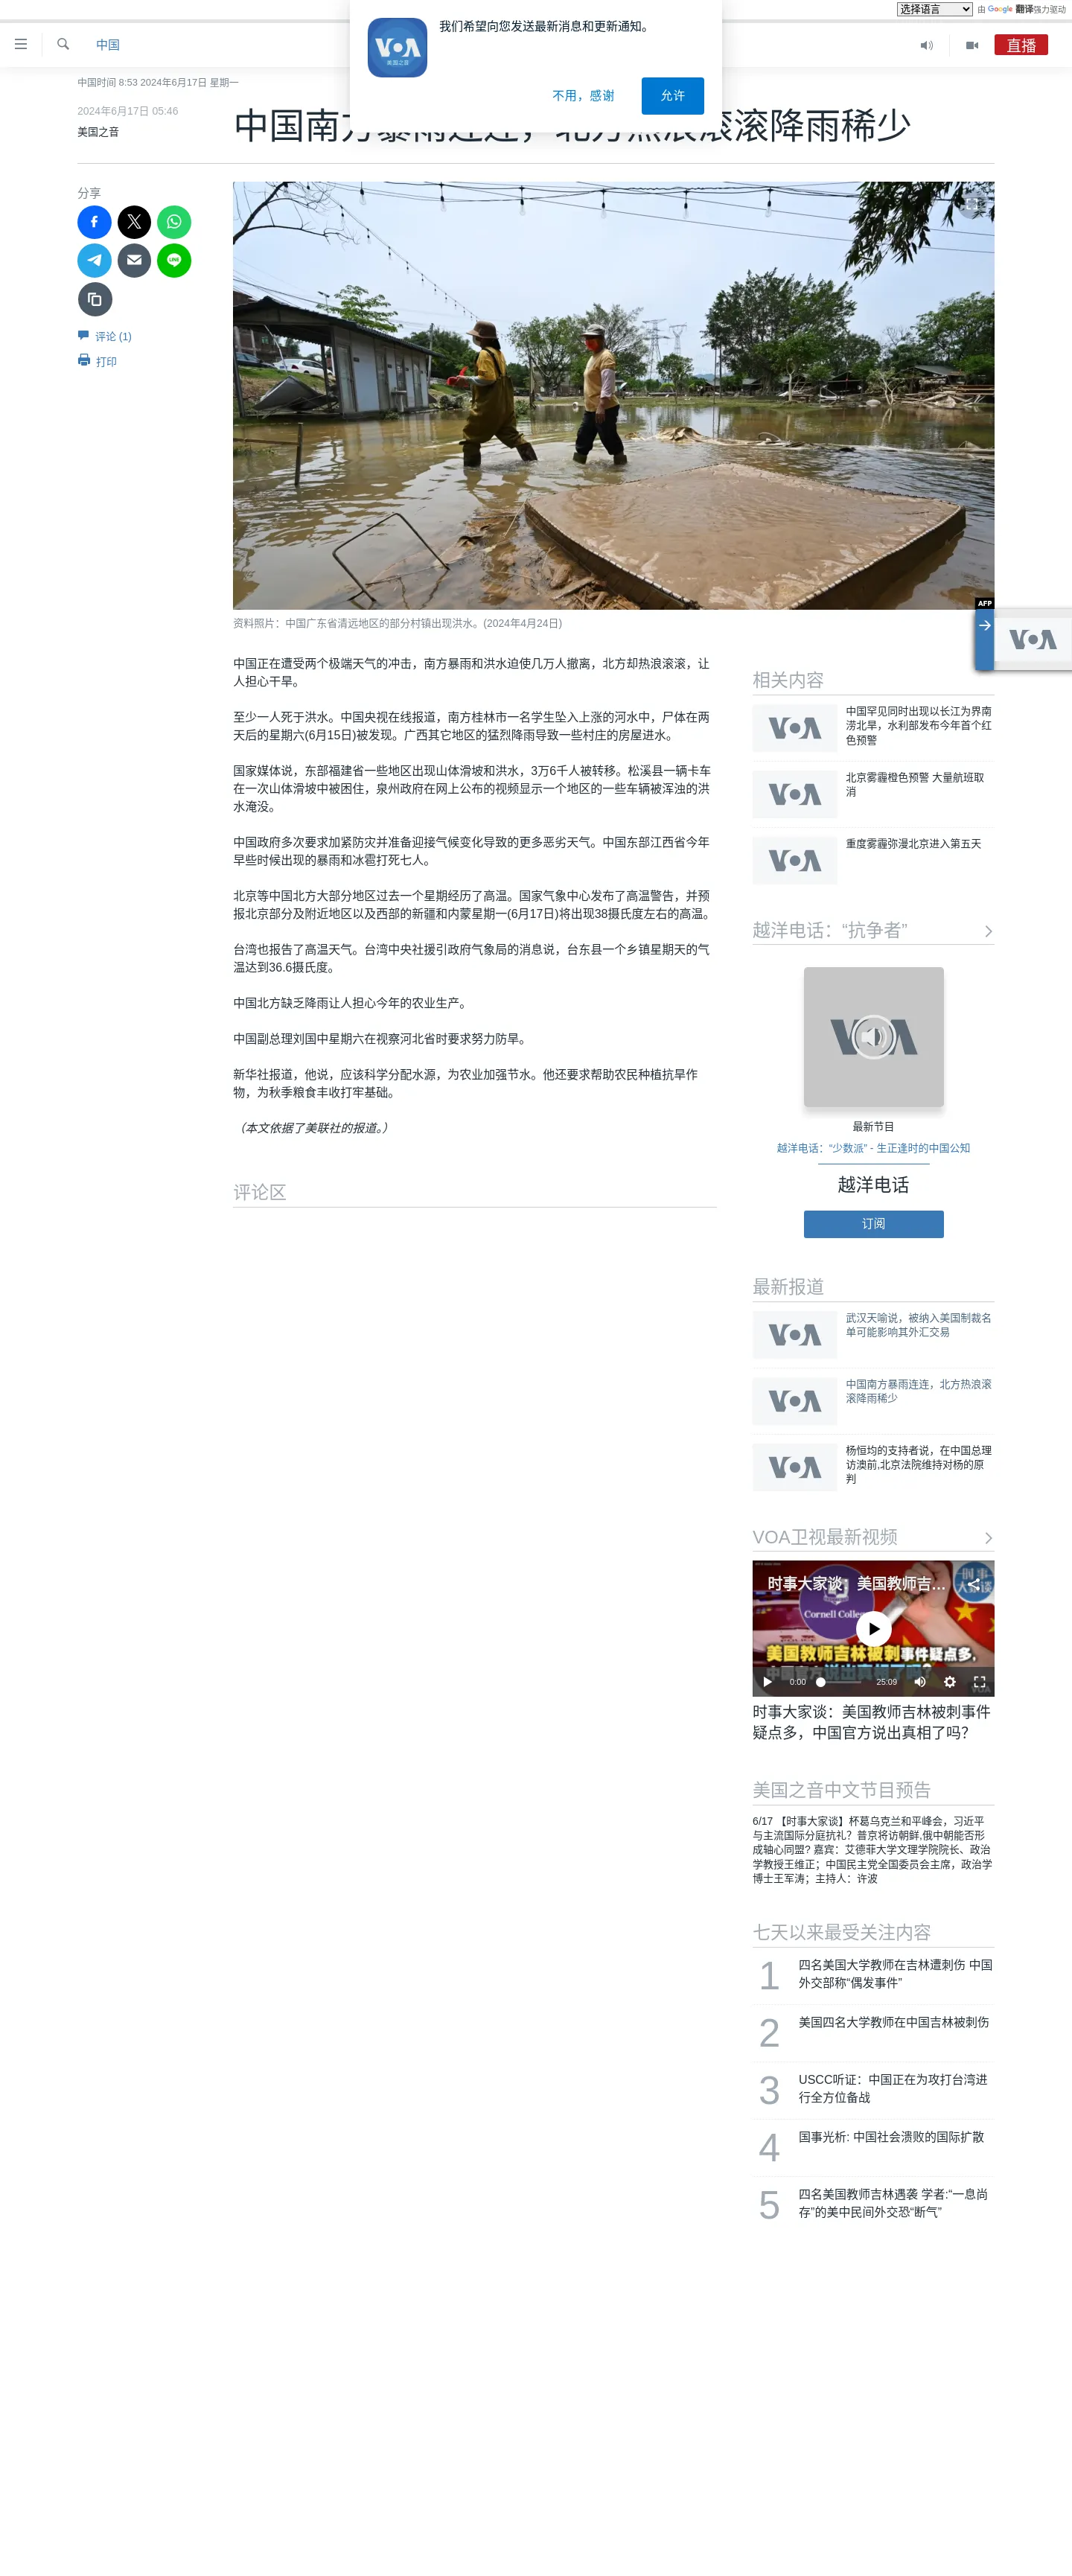 选择语言 由 Google 翻译强力驱动
我们希望向您发送最新消息和更新通知。
VOA
美国之音
不用，感谢
允许
中国
直播
中国时间 8:53 2024年6月17日 星期一
2024年6月17日 05:46
美国之音
中国南方暴雨连连，北方热浪滚滚降雨稀少
分享
LINE
评论 (1)
打印
AFP
资料照片：中国广东省清远地区的部分村镇出现洪水。(2024年4月24日)
VOA
中国正在遭受两个极端天气的冲击，南方暴雨和洪水迫使几万人撤离，北方却热浪滚滚，让
人担心干旱。
至少一人死于洪水。中国央视在线报道，南方桂林市一名学生坠入上涨的河水中，尸体在两
天后的星期六(6月15日)被发现。广西其它地区的猛烈降雨导致一些村庄的房屋进水。
国家媒体说，东部福建省一些地区出现山体滑坡和洪水，3万6千人被转移。松溪县一辆卡车
在一次山体滑坡中被困住，泉州政府在网上公布的视频显示一个地区的一些车辆被浑浊的洪
水淹没。
中国政府多次要求加紧防灾并准备迎接气候变化导致的更多恶劣天气。中国东部江西省今年
早些时候出现的暴雨和冰雹打死七人。
北京等中国北方大部分地区过去一个星期经历了高温。国家气象中心发布了高温警告，并预
报北京部分及附近地区以及西部的新疆和内蒙星期一(6月17日)将出现38摄氏度左右的高温。
台湾也报告了高温天气。台湾中央社援引政府气象局的消息说，台东县一个乡镇星期天的气
温达到36.6摄氏度。
中国北方缺乏降雨让人担心今年的农业生产。
中国副总理刘国中星期六在视察河北省时要求努力防旱。
新华社报道，他说，应该科学分配水源，为农业加强节水。他还要求帮助农民种植抗旱作
物，为秋季粮食丰收打牢基础。
（本文依据了美联社的报道。）
评论区
相关内容
VOA
中国罕见同时出现以长江为界南
涝北旱，水利部发布今年首个红
色预警
VOA
北京雾霾橙色预警 大量航班取
消
VOA
重度雾霾弥漫北京进入第五天
越洋电话：“抗争者”
VOA
最新节目
越洋电话：“少数派” - 生正逢时的中国公知
越洋电话
订阅
最新报道
VOA
武汉天喻说，被纳入美国制裁名
单可能影响其外汇交易
VOA
中国南方暴雨连连，北方热浪滚
滚降雨稀少
VOA
杨恒均的支持者说，在中国总理
访澳前,北京法院维持对杨的原
判
VOA卫视最新视频
时事大家谈：美国教师吉…
时事
大家谈
Cornell College
美国教师吉林被刺事件疑点多，
中国官方说出真相了吗？
0:00
25:09
VOA
时事大家谈：美国教师吉林被刺事件
疑点多，中国官方说出真相了吗？
美国之音中文节目预告
6/17 【时事大家谈】杯葛乌克兰和平峰会，习近平
与主流国际分庭抗礼？普京将访朝鲜,俄中朝能否形
成轴心同盟? 嘉宾：艾德菲大学文理学院院长、政治
学教授王维正；中国民主党全国委员会主席，政治学
博士王军涛；主持人：许波
七天以来最受关注内容
1
四名美国大学教师在吉林遭刺伤 中国
外交部称“偶发事件”
2
美国四名大学教师在中国吉林被刺伤
3
USCC听证：中国正在为攻打台湾进
行全方位备战
4
国事光析: 中国社会溃败的国际扩散
5
四名美国教师吉林遇袭 学者:“一息尚
存”的美中民间外交恐“断气”